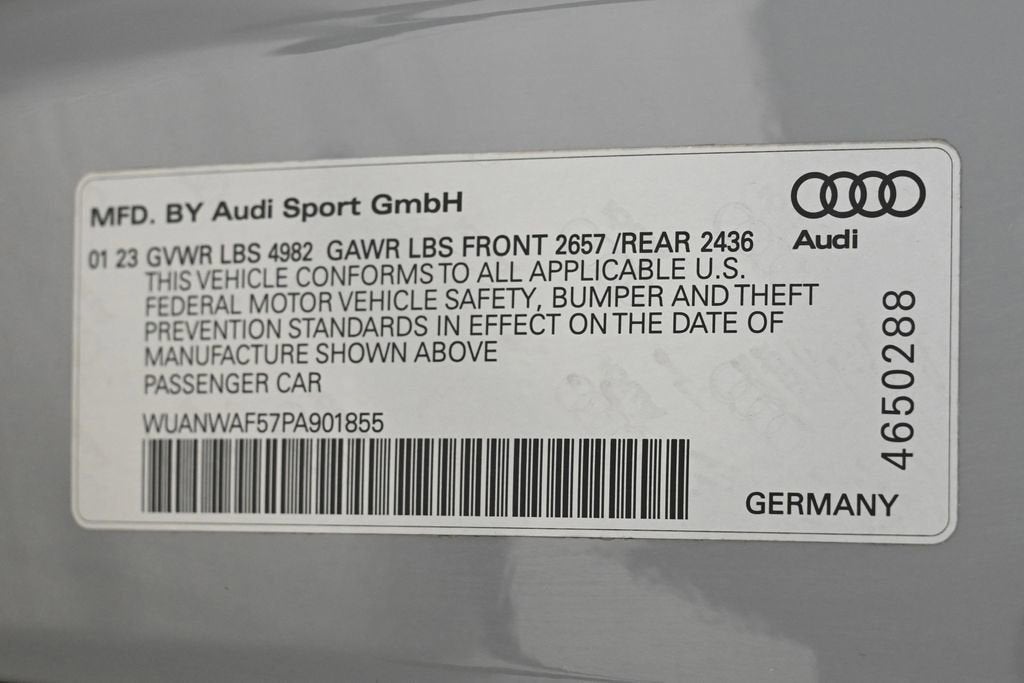 MFD. BY Audi Sport GmbH
Audi
01 23 GVWR LBS 4982 GAWR LBS FRONT 2657 /REAR 2436
THIS VEHICLE CONFORMS TO ALL APPLICABLE U.S.
FEDERAL MOTOR VEHICLE SAFETY, BUMPER AND THEFT
PREVENTION STANDARDS IN EFFECT ON THE DATE OF
MANUFACTURE SHOWN ABOVE
PASSENGER CAR
WUANWAF57PA901855
4650288
GERMANY